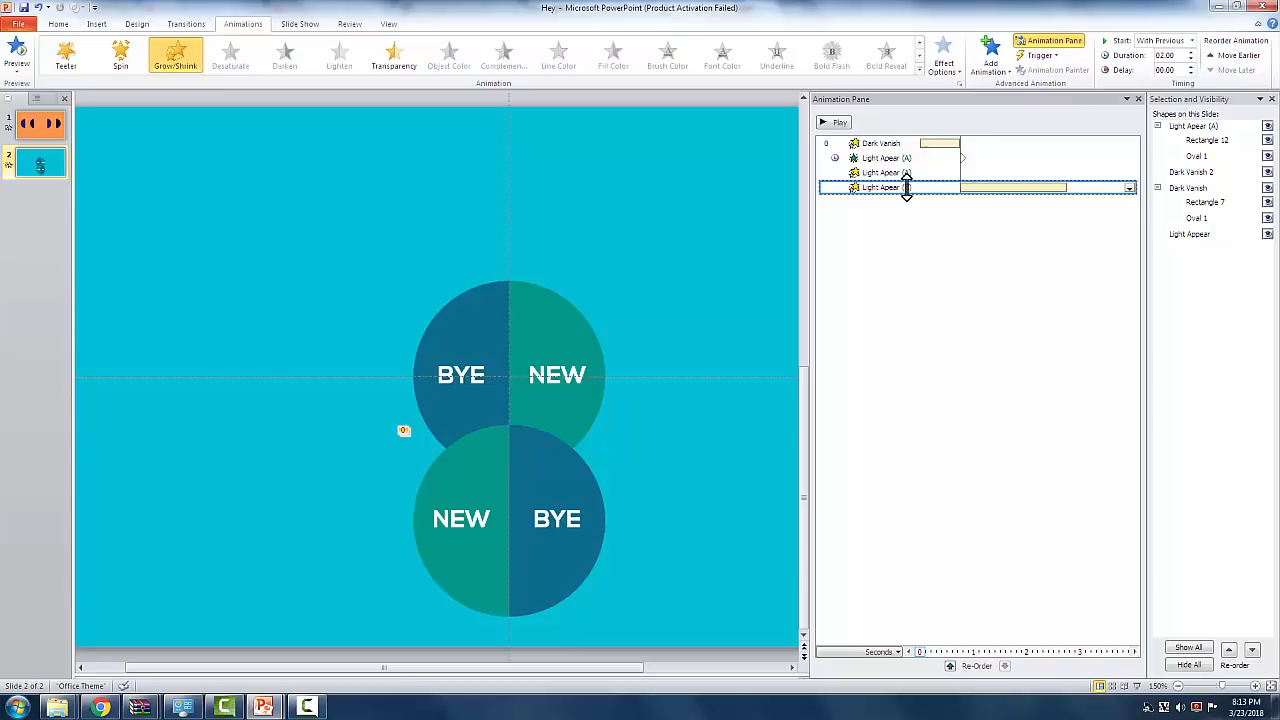 Hey - Microsoft PowerPoint (Product Activation Failed)
File Home Insert Design Transitions Animations Slide Show Review View
Preview
Teeter Spin Grow/Shrink Desaturate Darken Lighten Transparency Object Color Complemen... Line Color Fill Color Brush Color Font Color Underline Bold Flash Bold Reveal
Effect Options
Add Animation
Animation Pane
Trigger
Animation Painter
Start: With Previous
Duration: 02.00
Delay: 00.00
Reorder Animation
Move Earlier
Move Later
Preview Animation Advanced Animation Timing
1
2
BYE NEW
NEW BYE
0
Animation Pane
Play
0 Dark Vanish
Light Apear (A)
Light Apear
Light Apear
Seconds 0 1 2 3
Re-Order
Selection and Visibility
Shapes on this Slide:
Light Apear (A)
Rectangle 12
Oval 1
Dark Vanish 2
Dark Vanish
Rectangle 7
Oval 1
Light Appear
Show All
Hide All Re-order
Slide 2 of 2 "Office Theme" 150%
8:13 PM
3/23/2018